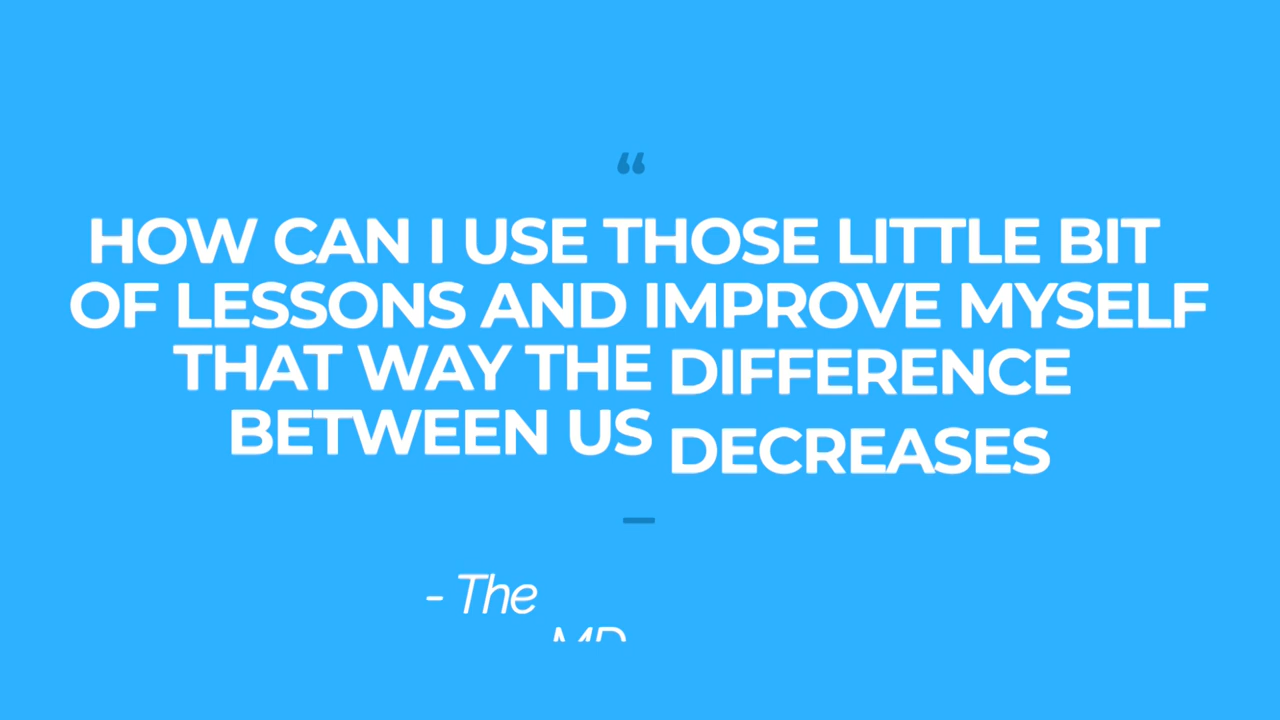 “
HOW CAN I USE THOSE LITTLE BIT
OF LESSONS AND IMPROVE MYSELF
THAT WAY THE DIFFERENCE
BETWEEN US DECREASES
- The